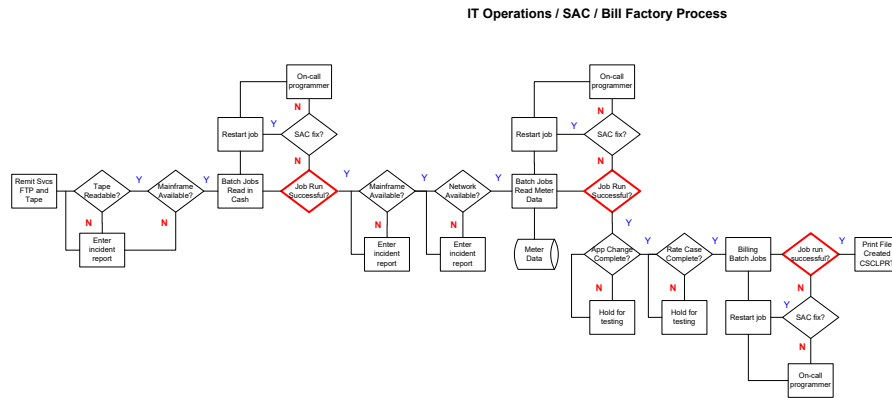 IT Operations / SAC / Bill Factory Process
On-call
programmer
N
Restart job
Y
SAC fix?
N
Remit Svcs
FTP and
Tape
Tape
Readable?
Y
Mainframe
Available?
Y
Batch Jobs
Read in
Cash
Job Run
Successful?
Y
N
Enter
incident
report
N
Mainframe
Available?
Y
N
Enter
incident
report
Network
Available?
Y
N
Enter
incident
report
On-call
programmer
N
Restart job
Y
SAC fix?
N
Batch Jobs
Read Meter
Data
Job Run
Successful?
Meter
Data
Y
App Change
Complete?
Y
N
Hold for
testing
Rate Case
Complete?
Y
N
Hold for
testing
Billing
Batch Jobs
Job run
successful?
Y
Print File
Created
CSCLPRT
N
Restart job
Y
SAC fix?
N
On-call
programmer